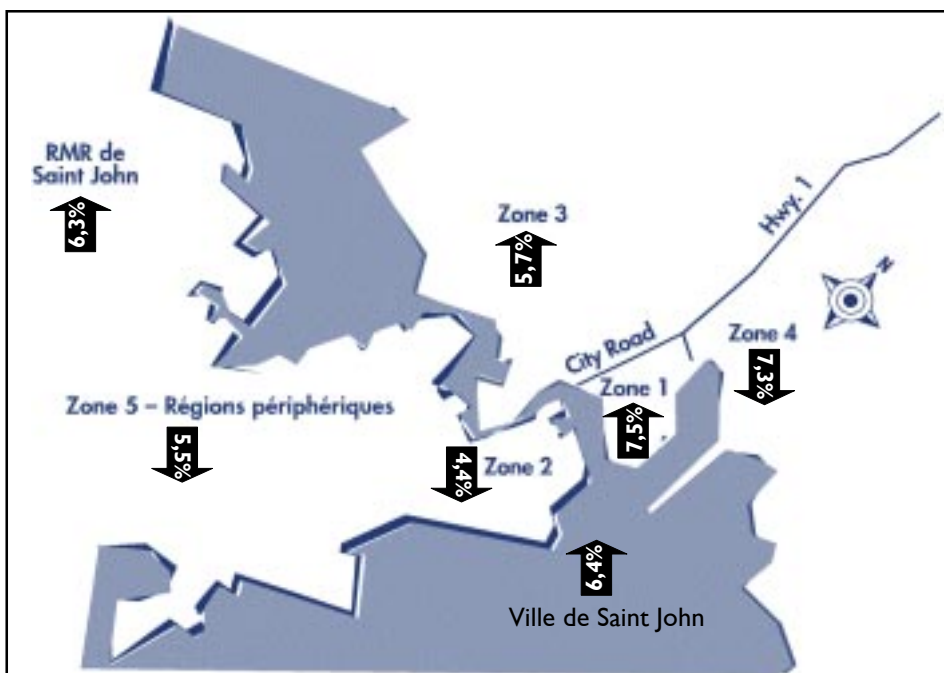 RMR de
Saint John
6,3%
Zone 3
5,7%
Hwy. 1
N
City Road
Zone 4
7,3%
Zone 1
7,5%
Zone 5 – Régions périphériques
5,5%
Zone 2
4,4%
6,4%
Ville de Saint John